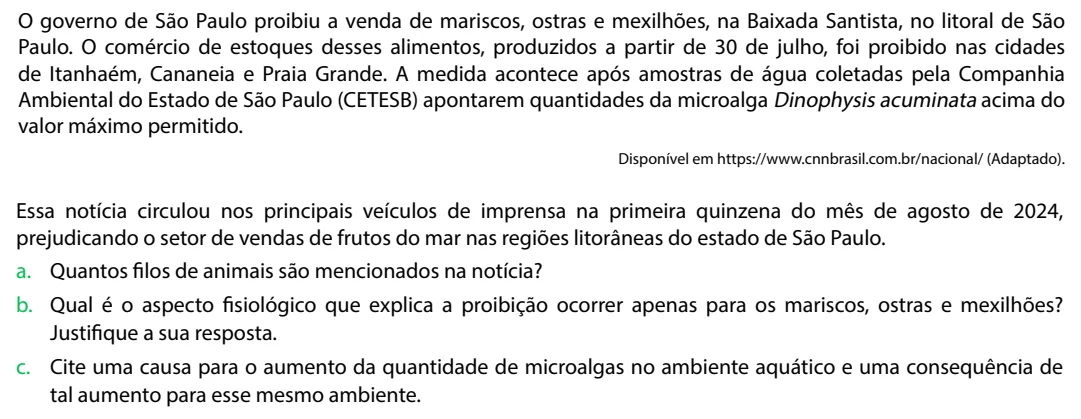 O governo de São Paulo proibiu a venda de mariscos, ostras e mexilhões, na Baixada Santista, no litoral de São
Paulo. O comércio de estoques desses alimentos, produzidos a partir de 30 de julho, foi proibido nas cidades
de Itanhaém, Cananeia e Praia Grande. A medida acontece após amostras de água coletadas pela Companhia
Ambiental do Estado de São Paulo (CETESB) apontarem quantidades da microalga Dinophysis acuminata acima do
valor máximo permitido.
Disponível em https://www.cnnbrasil.com.br/nacional/ (Adaptado).
Essa notícia circulou nos principais veículos de imprensa na primeira quinzena do mês de agosto de 2024,
prejudicando o setor de vendas de frutos do mar nas regiões litorâneas do estado de São Paulo.
a. Quantos filos de animais são mencionados na notícia?
b. Qual é o aspecto fisiológico que explica a proibição ocorrer apenas para os mariscos, ostras e mexilhões?
Justifique a sua resposta.
c. Cite uma causa para o aumento da quantidade de microalgas no ambiente aquático e uma consequência de
tal aumento para esse mesmo ambiente.